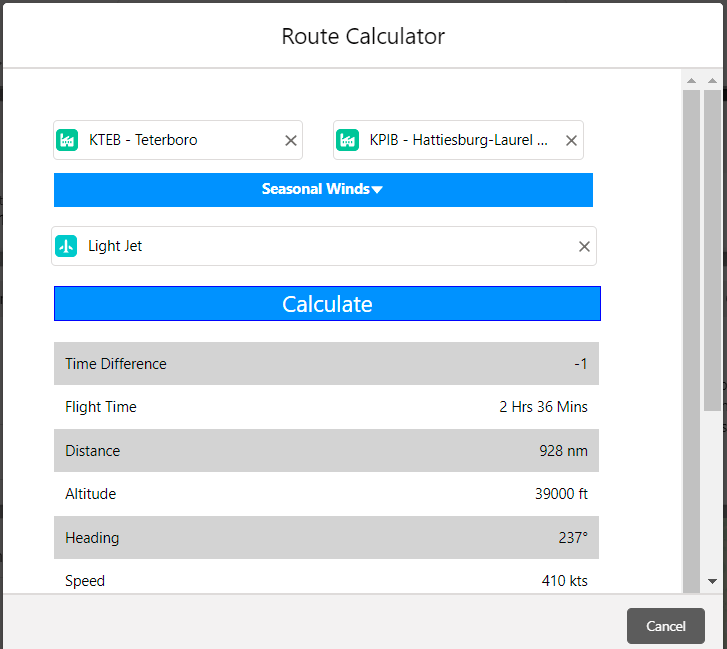 Route Calculator
KTEB - Teterboro
KPIB - Hattiesburg-Laurel ...
Seasonal Winds
Light Jet
Calculate
Time Difference -1
Flight Time 2 Hrs 36 Mins
Distance 928 nm
Altitude 39000 ft
Heading 237°
Speed 410 kts
Cancel